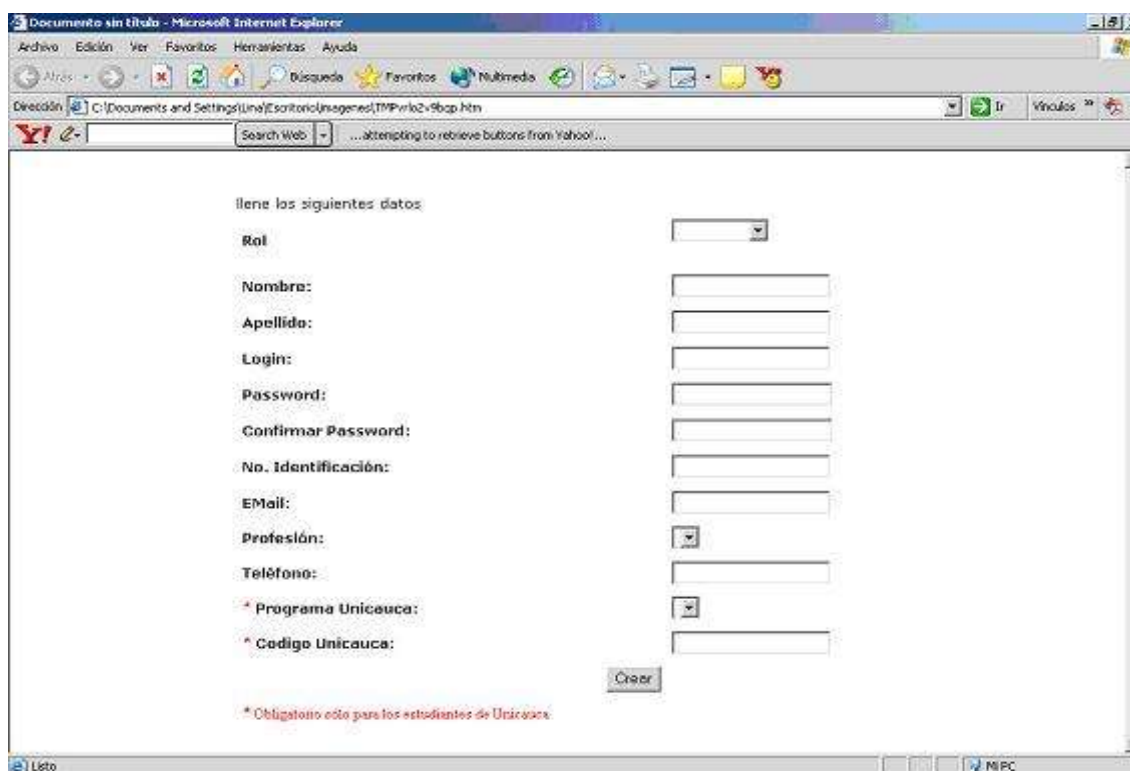 Documento sin título - Microsoft Internet Explorer
Archivo Edición Ver Favoritos Herramientas Ayuda
Atrás Búsqueda Favoritos Multimedia
Dirección C:\Documents and Settings\Lina\Escritorio\imagenes\ Ir Vínculos »
Y! Search Web ...attempting to retrieve buttons from Yahoo!...
llene los siguientes datos
Rol
Nombre:
Apellido:
Login:
Password:
Confirmar Password:
No. Identificación:
EMail:
Profesión:
Teléfono:
* Programa Unicauca:
* Codigo Unicauca:
Crear
* Obligatorio sólo para los estudiantes de Unicauca
Listo MI PC